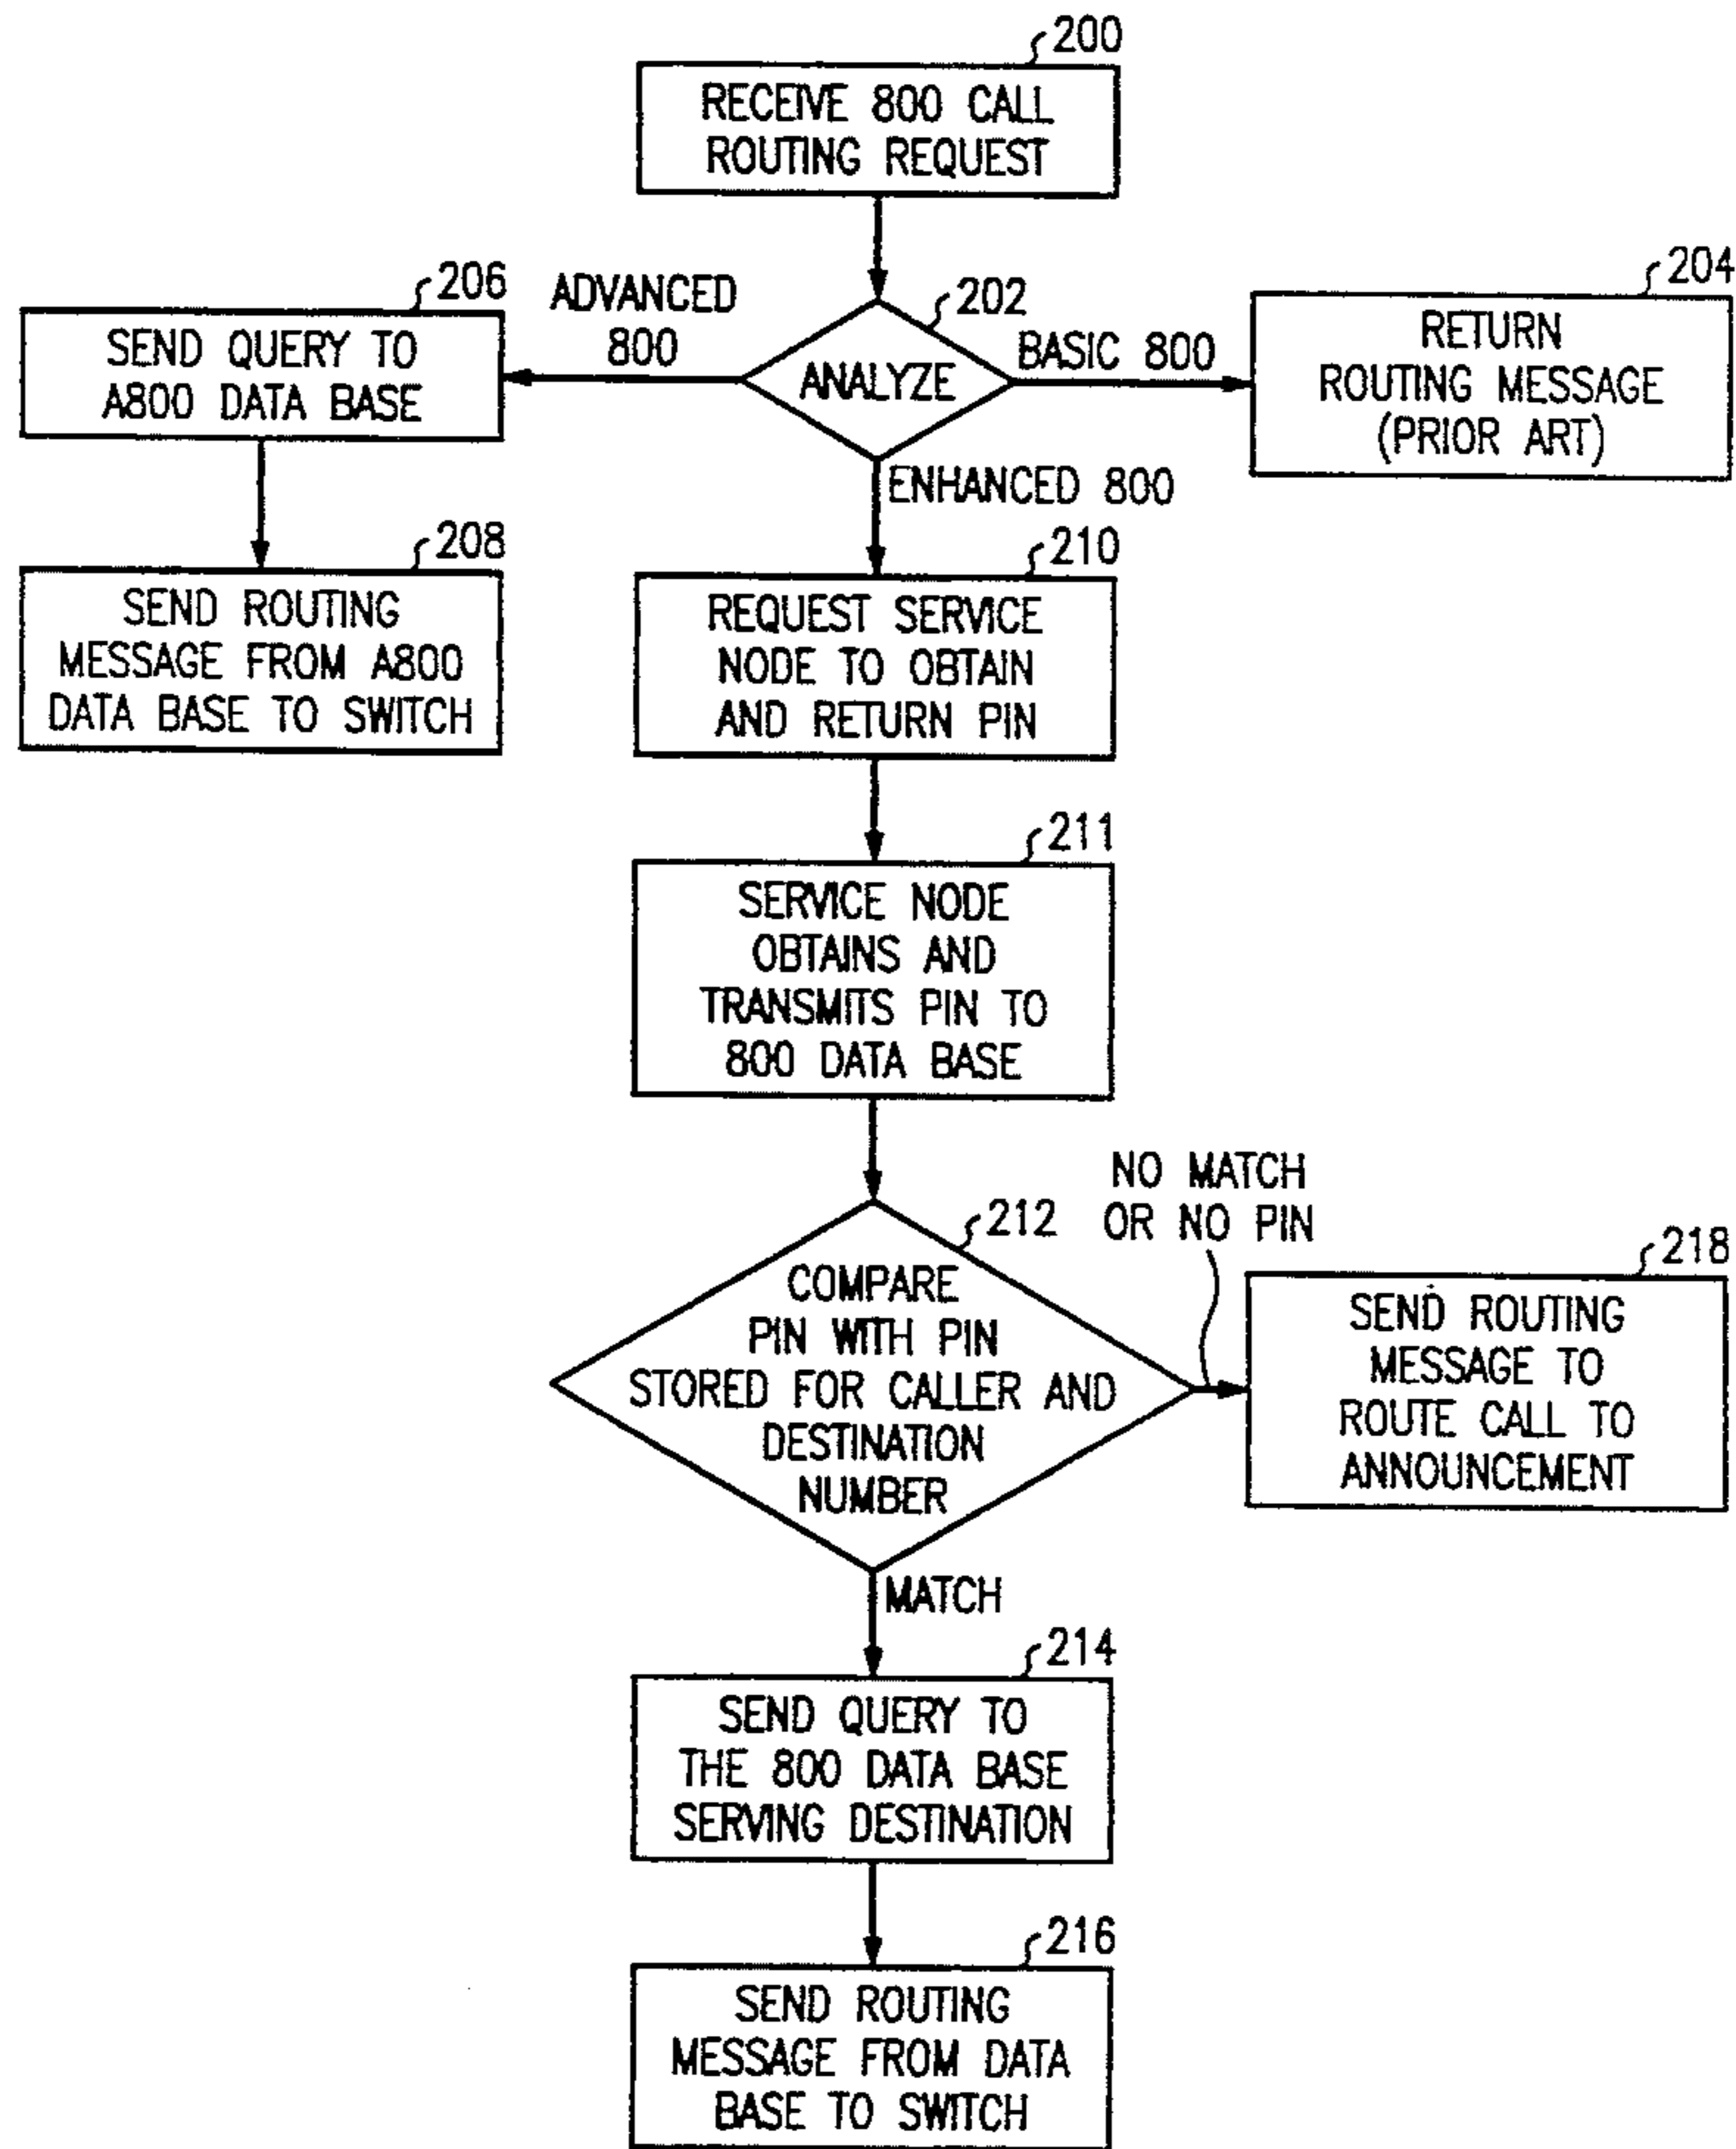 200
RECEIVE 800 CALL
ROUTING REQUEST
206
SEND QUERY TO
A800 DATA BASE
ADVANCED
800
202
ANALYZE
BASIC 800
204
RETURN
ROUTING MESSAGE
(PRIOR ART)
ENHANCED 800
208
SEND ROUTING
MESSAGE FROM A800
DATA BASE TO SWITCH
210
REQUEST SERVICE
NODE TO OBTAIN
AND RETURN PIN
211
SERVICE NODE
OBTAINS AND
TRANSMITS PIN TO
800 DATA BASE
212
COMPARE
PIN WITH PIN
STORED FOR CALLER AND
DESTINATION
NUMBER
NO MATCH
OR NO PIN
218
SEND ROUTING
MESSAGE TO
ROUTE CALL TO
ANNOUNCEMENT
MATCH
214
SEND QUERY TO
THE 800 DATA BASE
SERVING DESTINATION
216
SEND ROUTING
MESSAGE FROM DATA
BASE TO SWITCH